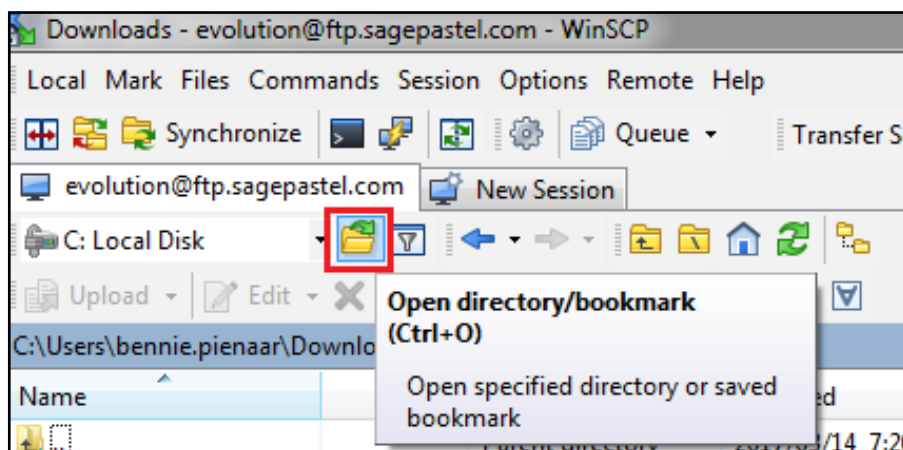 Downloads - evolution@ftp.sagepastel.com - WinSCP
Local Mark Files Commands Session Options Remote Help
Synchronize Queue Transfer S
evolution@ftp.sagepastel.com New Session
C: Local Disk
Upload Edit
Open directory/bookmark
(Ctrl+O)
C:\Users\bennie.pienaar\Downlo
Open specified directory or saved
bookmark
Name ed
..